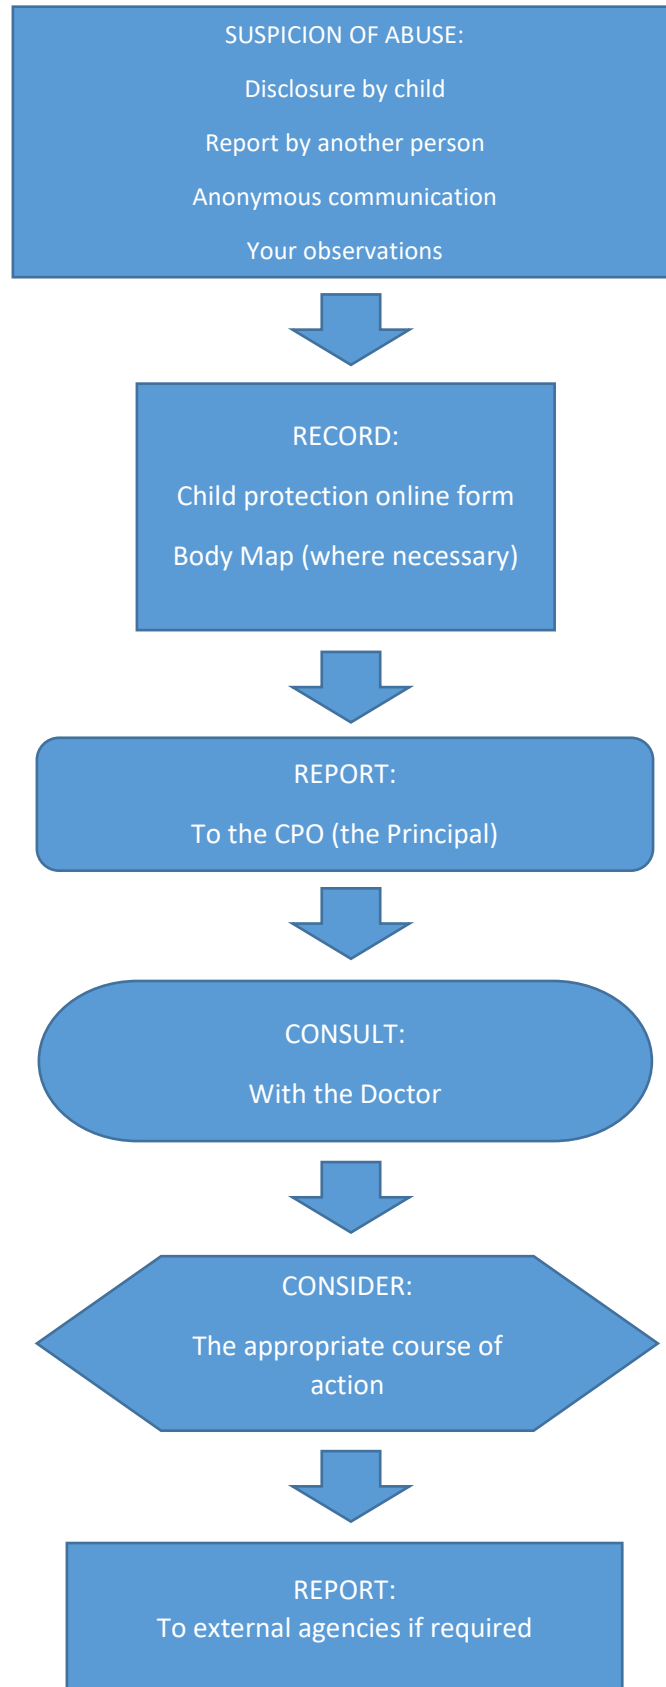 SUSPICION OF ABUSE:
Disclosure by child
Report by another person
Anonymous communication
Your observations
RECORD:
Child protection online form
Body Map (where necessary)
REPORT:
To the CPO (the Principal)
CONSULT:
With the Doctor
CONSIDER:
The appropriate course of
action
REPORT:
To external agencies if required